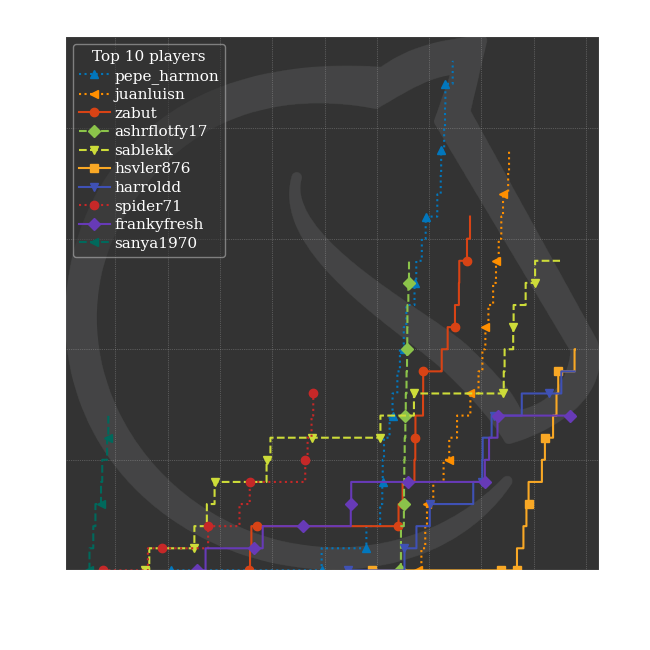 Top 10 players
pepe_harmon
juanluisn
zabut
ashrflotfy17
sablekk
hsvler876
harroldd
spider71
frankyfresh
sanya1970